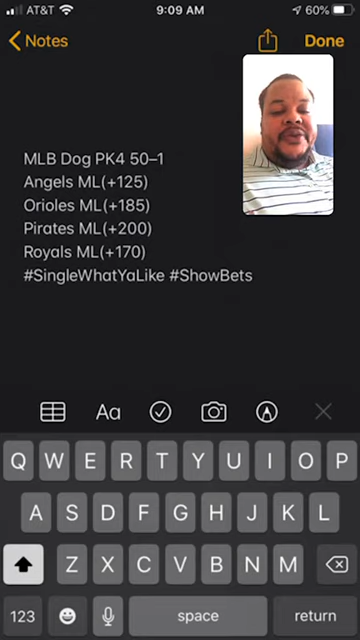 AT&T 9:09 AM 60%
Notes Done
MLB Dog PK4 50–1
Angels ML(+125)
Orioles ML(+185)
Pirates ML(+200)
Royals ML(+170)
#SingleWhatYaLike #ShowBets
Aa
Q W E R T Y U I O P
A S D F G H J K L
Z X C V B N M
123 space return